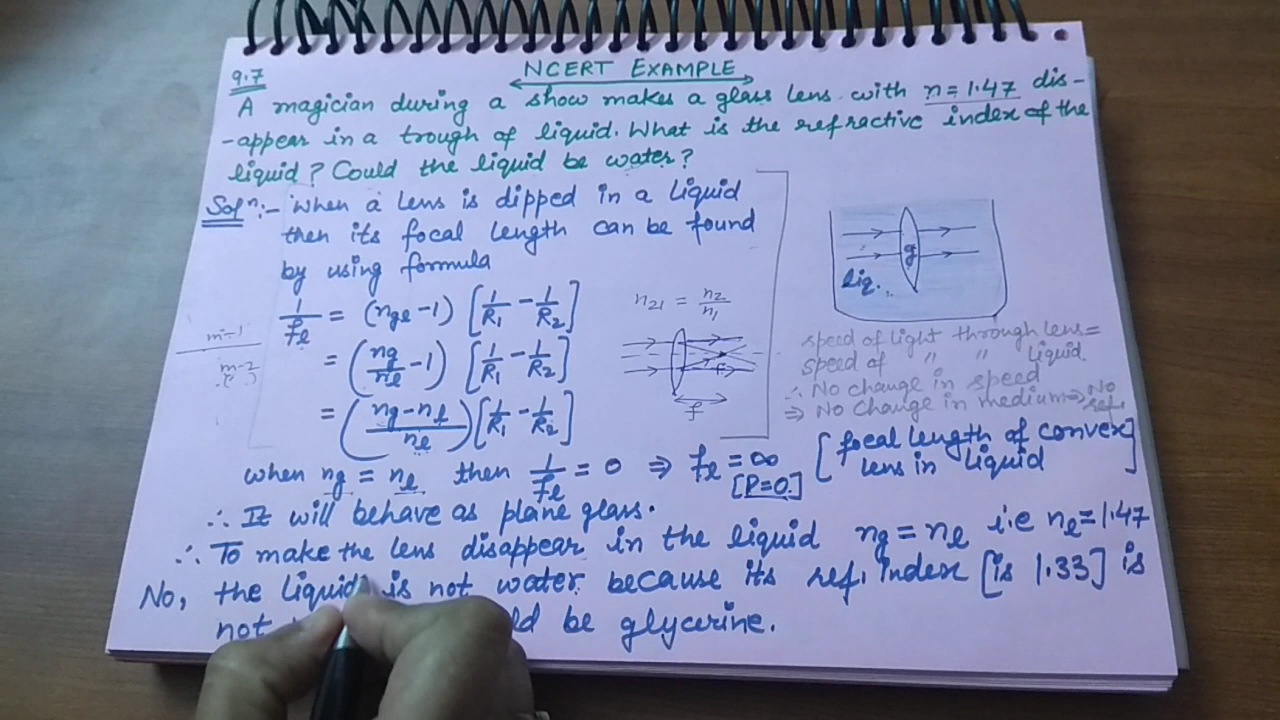 NCERT EXAMPLE
9.7
A magician during a show makes a glass lens with n=1.47 dis-
-appear in a trough of liquid. What is the refractive index of the
liquid? Could the liquid be water?
Solⁿ:- When a Lens is dipped in a Liquid
then its focal length can be found
by using formula
1/fℓ = (ngℓ-1) [1/R₁ - 1/R₂]
= (ng/nℓ -1) [1/R₁ - 1/R₂]
= ((ng-nℓ)/nℓ) [1/R₁ - 1/R₂]
n₂₁ = n₂/n₁
f
g
liq.
m-1
m-2
speed of light through lens=
speed of " " liquid.
∴ No change in speed
⇒ No change in medium⇒ No ref.
when ng = nℓ then 1/fℓ = 0 ⇒ fℓ = ∞ [focal length of convex
[P=0.] lens in liquid]
∴ It will behave as plane glass.
∴ To make the lens disappear in the liquid ng = nℓ i.e nℓ=1.47
No, the liquid is not water because its ref. index [is 1.33] is
not be glycerine.